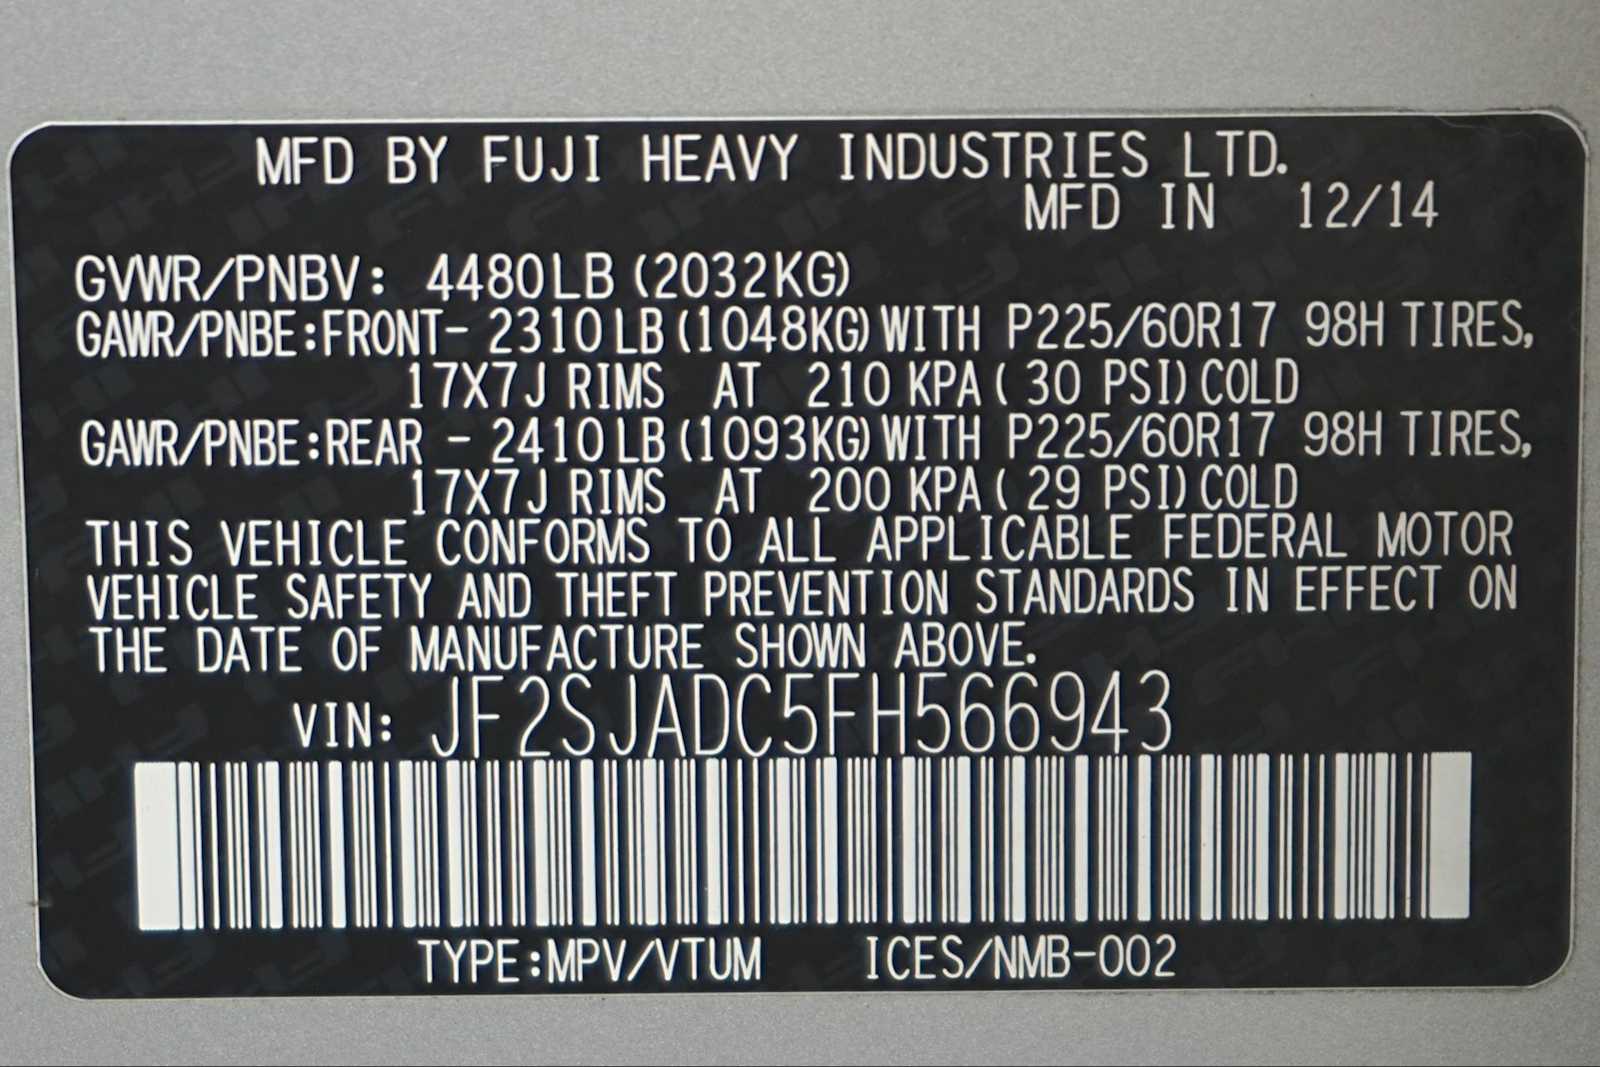 MFD BY FUJI HEAVY INDUSTRIES LTD.
MFD IN 12/14
GVWR/PNBV: 4480LB (2032KG)
GAWR/PNBE:FRONT- 2310LB (1048KG) WITH P225/60R17 98H TIRES,
17X7J RIMS AT 210 KPA ( 30 PSI) COLD
GAWR/PNBE:REAR - 2410LB (1093KG) WITH P225/60R17 98H TIRES,
17X7J RIMS AT 200 KPA ( 29 PSI) COLD
THIS VEHICLE CONFORMS TO ALL APPLICABLE FEDERAL MOTOR
VEHICLE SAFETY AND THEFT PREVENTION STANDARDS IN EFFECT ON
THE DATE OF MANUFACTURE SHOWN ABOVE.
VIN: JF2SJADC5FH566943
TYPE:MPV/VTUM ICES/NMB-002